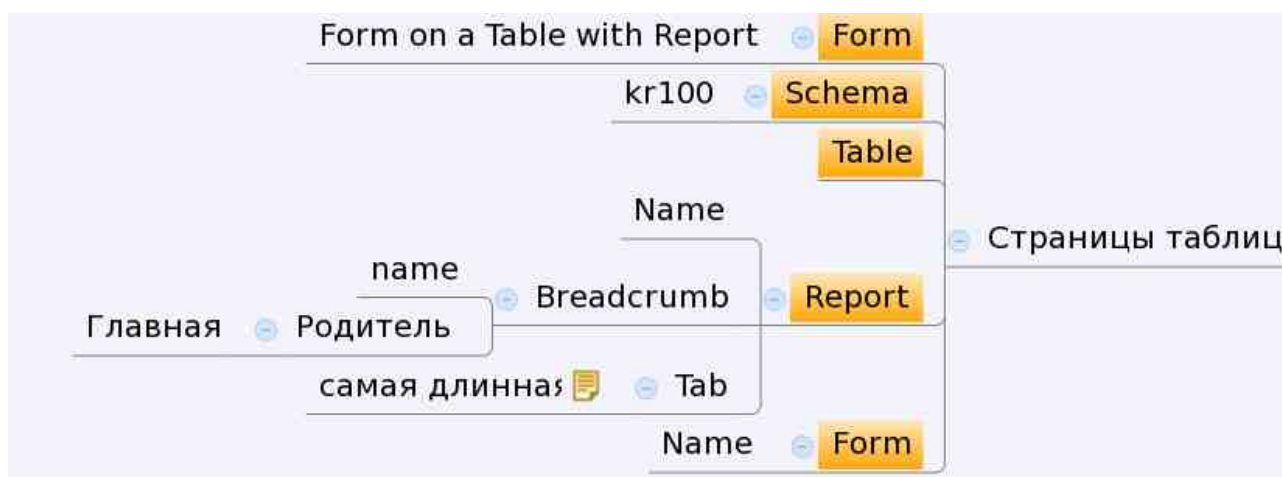 Form on a Table with Report Form
kr100 Schema
Table
Name
Страницы таблиц
name
Breadcrumb Report
Главная Родитель
самая длинная Tab
Name Form